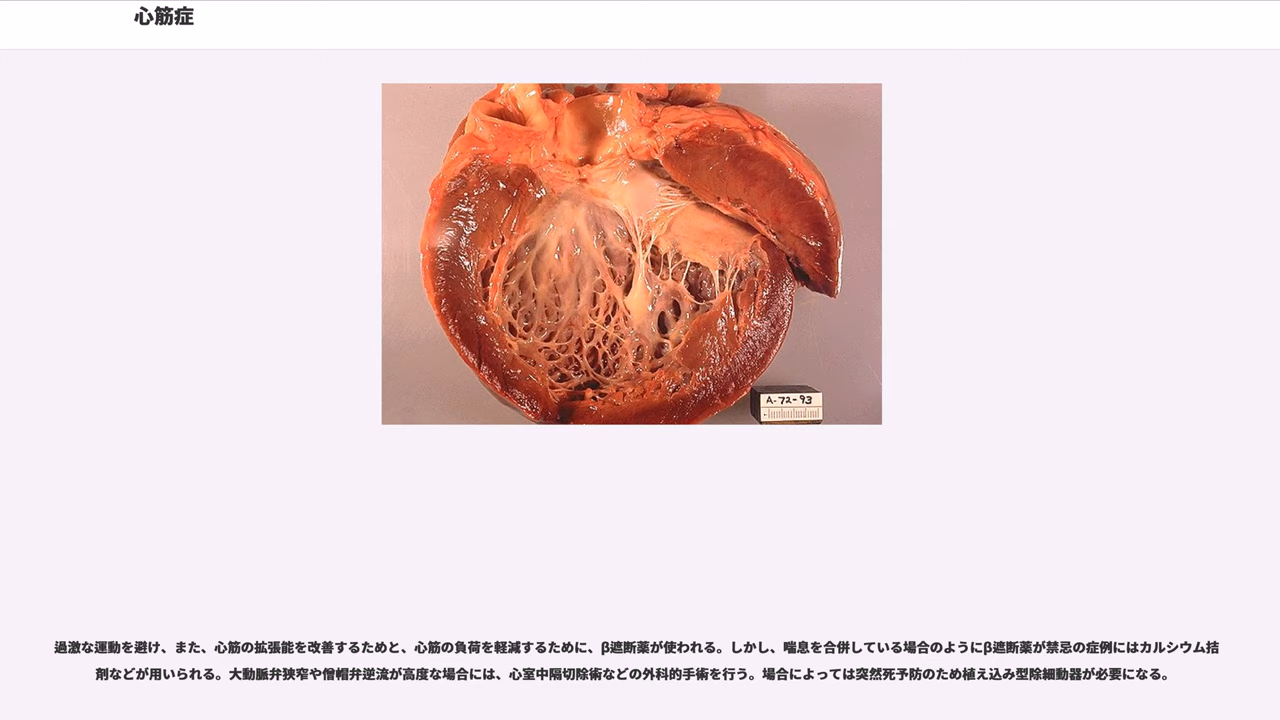 心筋症
A-72-93
過激な運動を避け、また、心筋の拡張能を改善するためと、心筋の負荷を軽減するために、β遮断薬が使われる。しかし、喘息を合併している場合のようにβ遮断薬が禁忌の症例にはカルシウム拮
剤などが用いられる。大動脈弁狭窄や僧帽弁逆流が高度な場合には、心室中隔切除術などの外科的手術を行う。場合によっては突然死予防のため植え込み型除細動器が必要になる。